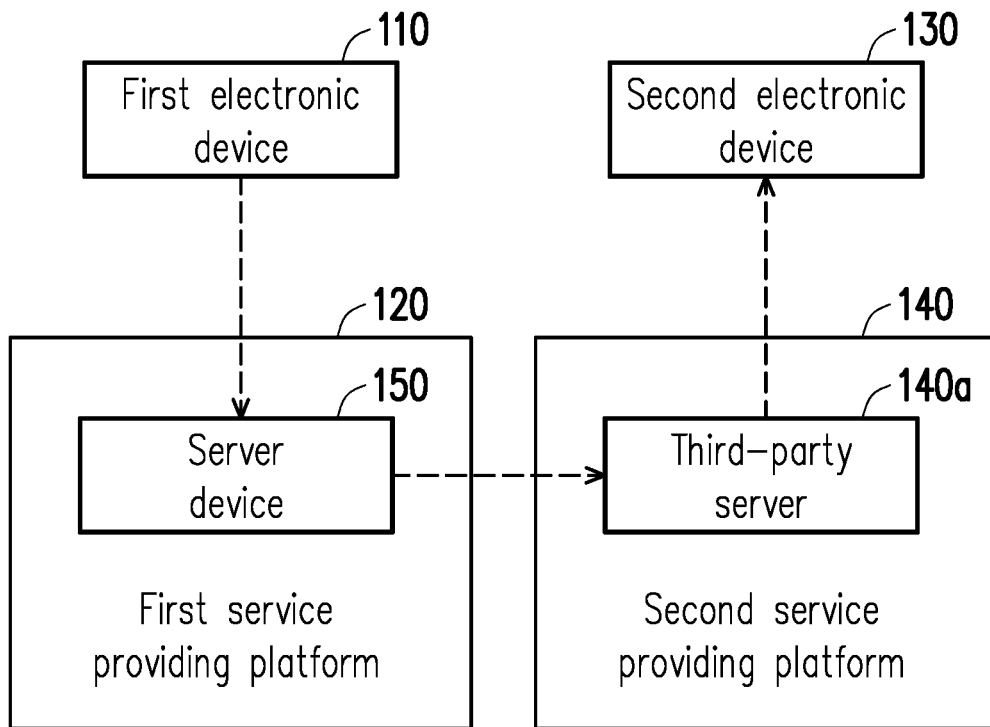 110
First electronic
device
130
Second electronic
device
120
150
Server
device
First service
providing platform
140
140a
Third-party
server
Second service
providing platform